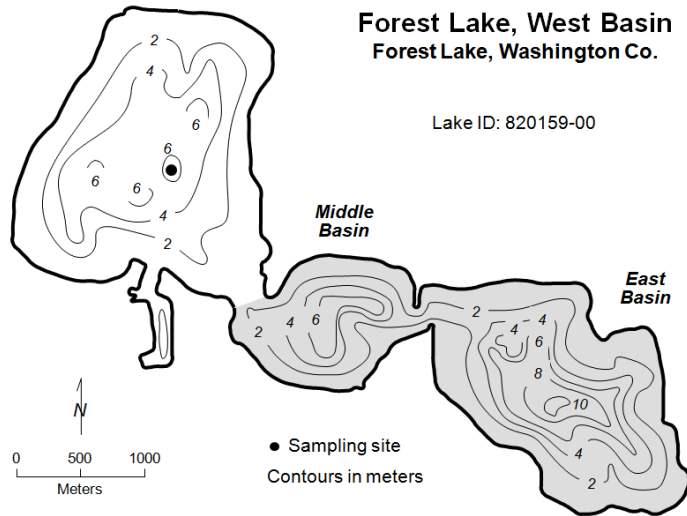 Forest Lake, West Basin
Forest Lake, Washington Co.
Lake ID: 820159-00
2
4
6
6
6
6
4
2
Middle
Basin
East
Basin
2
4
6
2
4
4
6
8
10
4
2
N
0 500 1000
Meters
Sampling site
Contours in meters